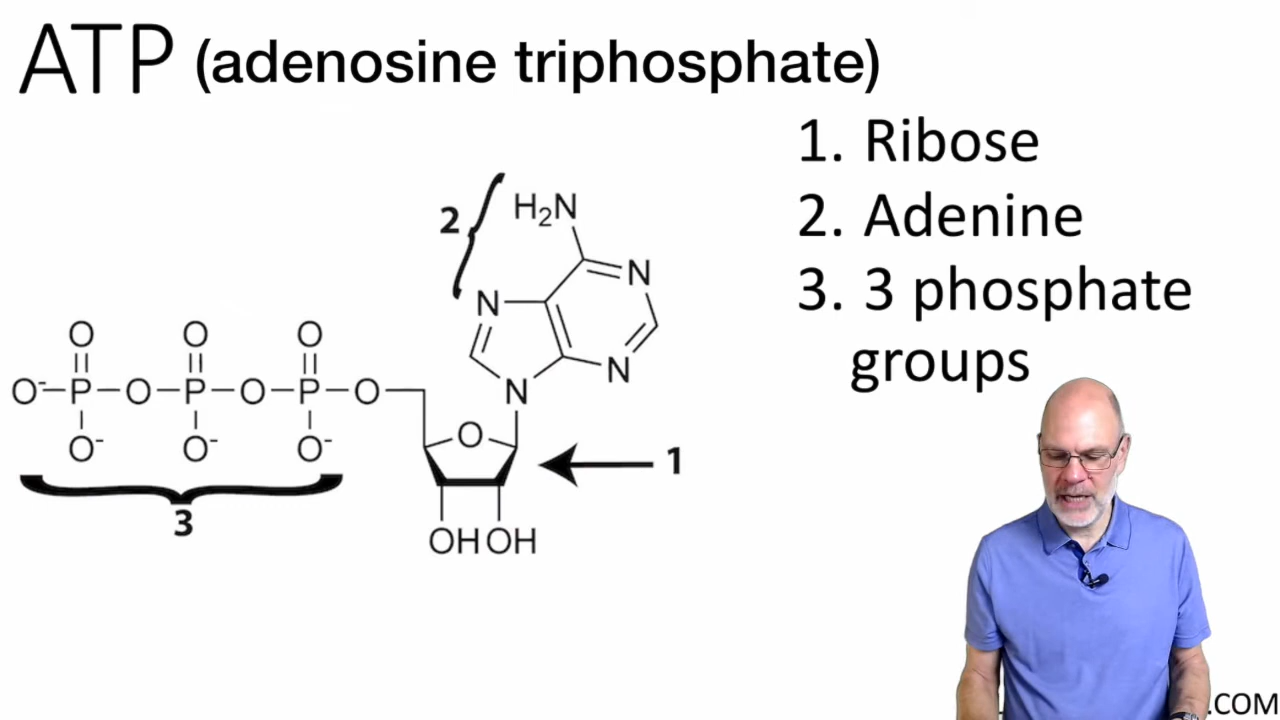 ATP (adenosine triphosphate)
1. Ribose
2. Adenine
3. 3 phosphate
groups
2
H₂N
N
N
N
N
O
O
O
O⁻
P
O
P
O
P
O
O
O⁻
O⁻
O⁻
1
3
OH OH
.COM